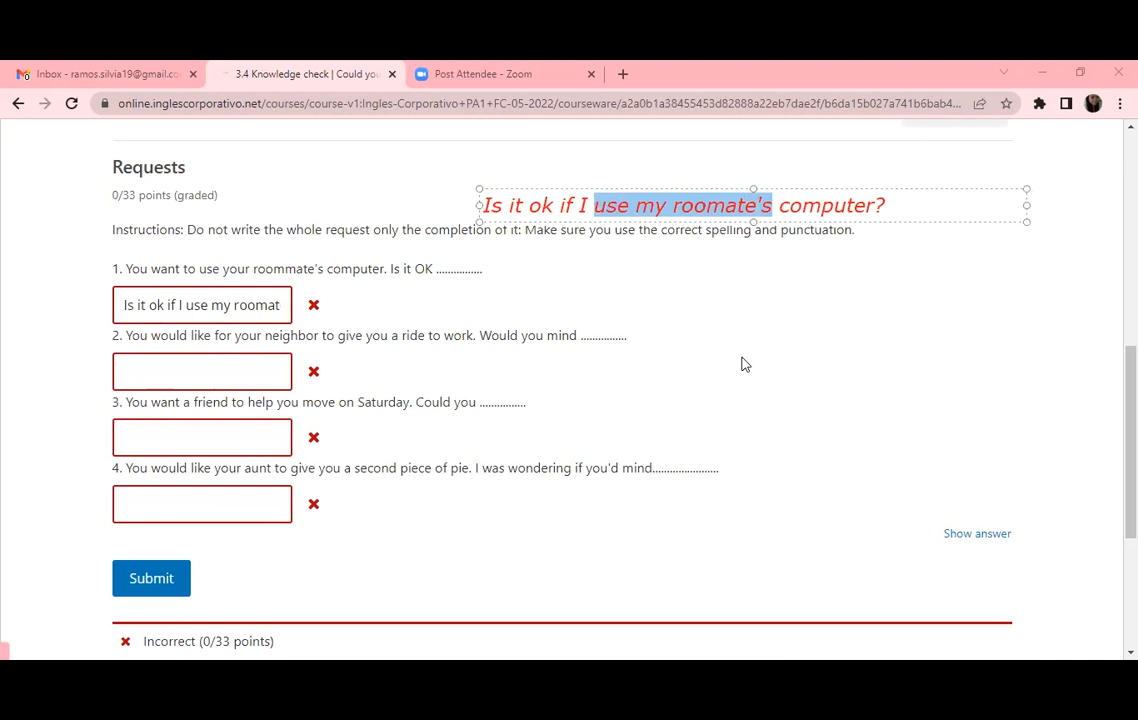 Inbox - ramos.silvia19@gmail.co
3.4 Knowledge check | Could you
Post Attendee - Zoom
online.inglescorporativo.net/courses/course-v1:Ingles-Corporativo+PA1+FC-05-2022/courseware/a2a0b1a38455453d82888a22eb7dae2f/b6da15b027a741b6bab4...
Requests
0/33 points (graded)
Is it ok if I use my roomate's computer?
Instructions: Do not write the whole request only the completion of it: Make sure you use the correct spelling and punctuation.
1. You want to use your roommate's computer. Is it OK ................
Is it ok if I use my roomat
2. You would like for your neighbor to give you a ride to work. Would you mind ................
3. You want a friend to help you move on Saturday. Could you ................
4. You would like your aunt to give you a second piece of pie. I was wondering if you'd mind.......................
Show answer
Submit
Incorrect (0/33 points)